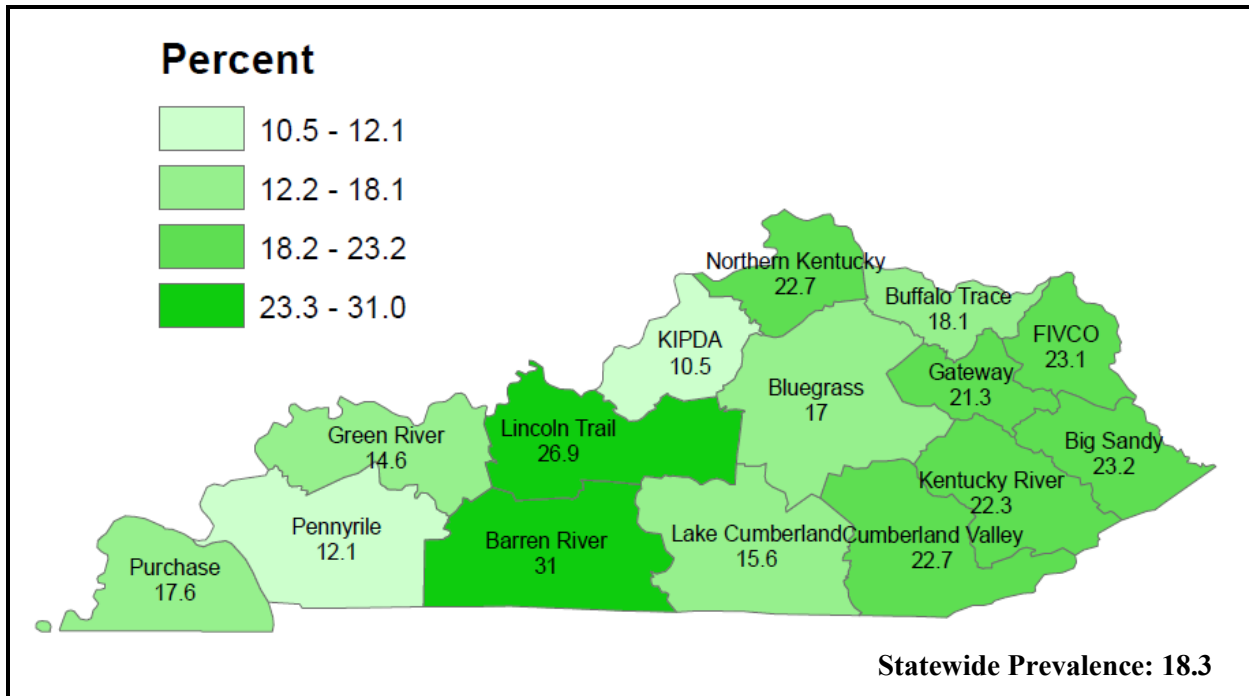 Percent
10.5 - 12.1
12.2 - 18.1
18.2 - 23.2
23.3 - 31.0
Northern Kentucky
22.7
Buffalo Trace
18.1
FIVCO
23.1
KIPDA
10.5
Gateway
21.3
Bluegrass
17
Lincoln Trail
26.9
Green River
14.6
Big Sandy
23.2
Kentucky River
22.3
Pennyrile
12.1
Barren River
31
Lake Cumberland
15.6
Cumberland Valley
22.7
Purchase
17.6
Statewide Prevalence: 18.3